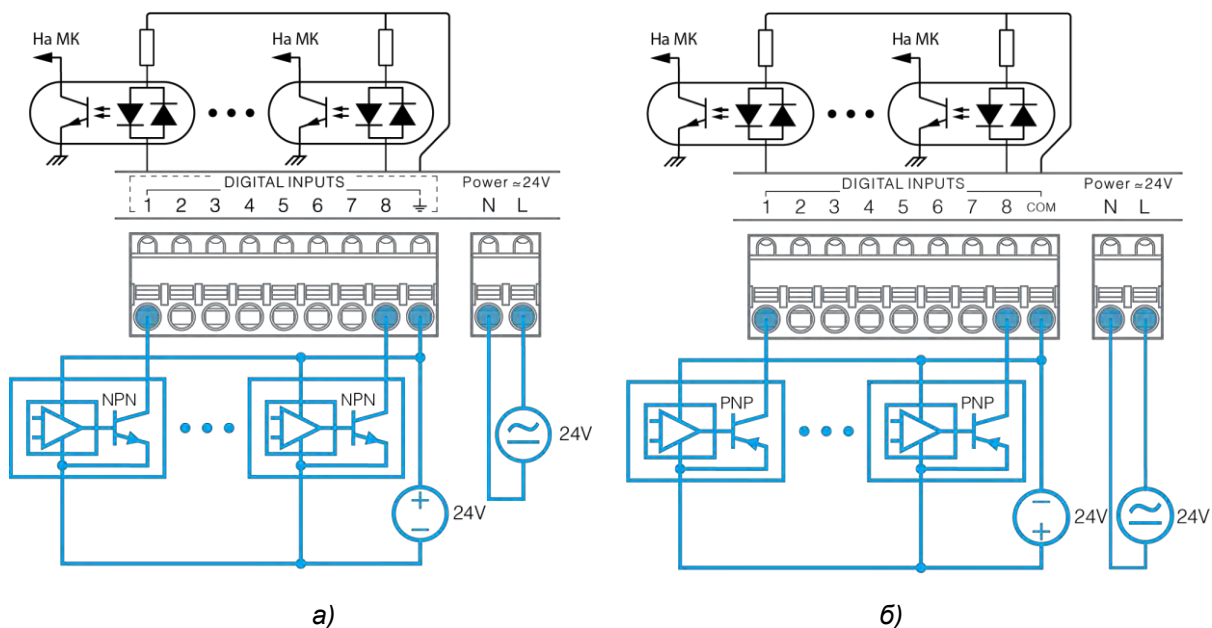 На МК На МК
DIGITAL INPUTS Power ≃24V
1 2 3 4 5 6 7 8 ⏚ N L
NPN NPN
24V
+
−
24V
а)
На МК На МК
DIGITAL INPUTS Power ≃24V
1 2 3 4 5 6 7 8 COM N L
PNP PNP
−
+
24V
24V
б)